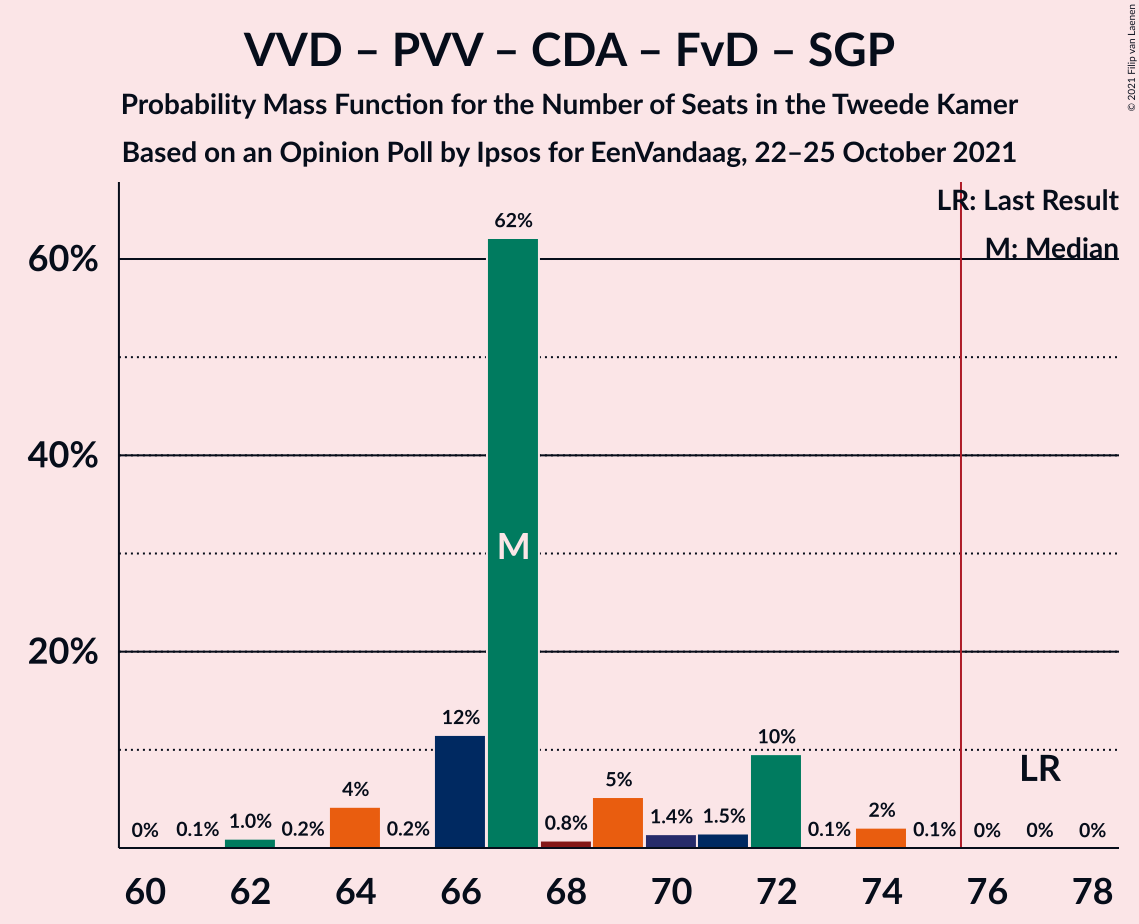 VVD – PVV – CDA – FvD – SGP
Probability Mass Function for the Number of Seats in the Tweede Kamer
Based on an Opinion Poll by Ipsos for EenVandaag, 22–25 October 2021
© 2021 Filip van Laenen
LR: Last Result
M: Median
60%
40%
20%
0%
0.1%
1.0%
0.2%
4%
0.2%
12%
62%
0.8%
5%
1.4%
1.5%
10%
0.1%
2%
0.1%
0%
0%
0%
M
LR
60 62 64 66 68 70 72 74 76 78